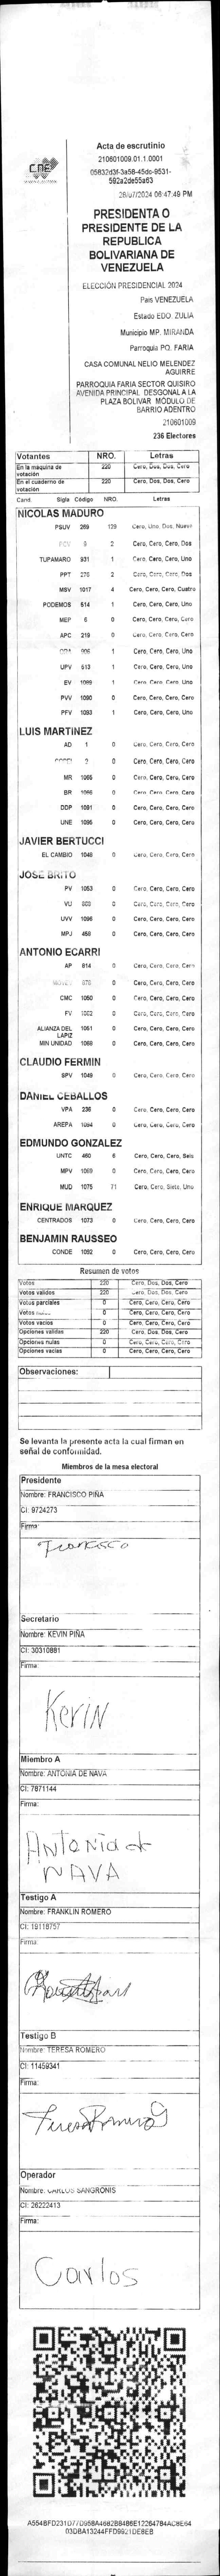 CNE
Acta de escrutinio
210601009.01.1.0001
05832d3f-3a58-45dc-9531-
592a2de55a63
28/07/2024 06:47:49 PM
PRESIDENTA O
PRESIDENTE DE LA
REPUBLICA
BOLIVARIANA DE
VENEZUELA
ELECCIÓN PRESIDENCIAL 2024
Pais VENEZUELA
Estado EDO. ZULIA
Municipio MP. MIRANDA
Parroquia PQ. FARIA
CASA COMUNAL NELIO MELENDEZ
AGUIRRE
PARROQUIA FARIA SECTOR QUISIRO
AVENIDA PRINCIPAL DESGONAL A LA
PLAZA BOLIVAR MÓDULO DE
BARRIO ADENTRO
210601009
236 Electores
Votantes NRO. Letras
En la máquina de votación 220 Cero, Dos, Dos, Cero
En el cuaderno de votación 220 Cero, Dos, Dos, Cero
Cand. Sigla Código NRO. Letras
NICOLAS MADURO
PSUV 269 129 Cero, Uno, Dos, Nueve
PCV 9 2 Cero, Cero, Cero, Dos
TUPAMARO 931 1 Cero, Cero, Cero, Uno
PPT 270 2 Cero, Cero, Cero, Dos
MSV 1017 4 Cero, Cero, Cero, Cuatro
PODEMOS 514 1 Cero, Cero, Cero, Uno
MEP 6 0 Cero, Cero, Cero, Cero
APC 219 0 Cero, Cero, Cero, Cero
ORA 906 1 Cero, Cero, Cero, Uno
UPV 513 1 Cero, Cero, Cero, Uno
EV 1089 1 Cero, Cero, Cero, Uno
PVV 1090 0 Cero, Cero, Cero, Cero
PFV 1093 1 Cero, Cero, Cero, Uno
LUIS MARTINEZ
AD 1 0 Cero, Cero, Cero, Cero
COPEI 2 0 Cero, Cero, Cero, Cero
MR 1066 0 Cero, Cero, Cero, Cero
BR 0 Cero, Cero, Cero, Cero
DDP 1091 0 Cero, Cero, Cero, Cero
UNE 1095 0 Cero, Cero, Cero, Cero
JAVIER BERTUCCI
EL CAMBIO 1048 0 Cero, Cero, Cero, Cero
JOSE BRITO
PV 1053 0 Cero, Cero, Cero, Cero
VU 803 0 Cero, Cero, Cero, Cero
UVV 1096 0 Cero, Cero, Cero, Cero
MPJ 458 0 Cero, Cero, Cero, Cero
ANTONIO ECARRI
AP 814 0 Cero, Cero, Cero, Cero
0 Cero, Cero, Cero, Cero
CMC 1050 0 Cero, Cero, Cero, Cero
FV 1052 0 Cero, Cero, Cero, Cero
ALIANZA DEL LAPIZ 1051 0 Cero, Cero, Cero, Cero
MIN UNIDAD 1068 0 Cero, Cero, Cero, Cero
CLAUDIO FERMIN
SPV 1049 0 Cero, Cero, Cero, Cero
DANIEL CEBALLOS
VPA 236 0 Cero, Cero, Cero, Cero
AREPA 1094 0 Cero, Cero, Cero, Cero
EDMUNDO GONZALEZ
UNTC 460 6 Cero, Cero, Cero, Seis
MPV 1069 0 Cero, Cero, Cero, Cero
MUD 1075 71 Cero, Cero, Siete, Uno
ENRIQUE MARQUEZ
CENTRADOS 1073 0 Cero, Cero, Cero, Cero
BENJAMIN RAUSSEO
CONDE 1092 0 Cero, Cero, Cero, Cero
Resumen de votos
Votos 220 Cero, Dos, Dos, Cero
Votos validos 220 Cero, Dos, Dos, Cero
Votos parciales 0 Cero, Cero, Cero, Cero
Votos nulos 0 Cero, Cero, Cero, Cero
Votos vacios 0 Cero, Cero, Cero, Cero
Opciones validas 220 Cero, Dos, Dos, Cero
Opciones nulas 0 Cero, Cero, Cero, Cero
Opciones vacias 0 Cero, Cero, Cero, Cero
Observaciones:
Se levanta la presente acta la cual firman en
señal de conformidad.
Miembros de la mesa electoral
Presidente
Nombre: FRANCISCO PIÑA
CI: 9724273
Firma:
Francisco
Secretario
Nombre: KEVIN PIÑA
CI: 30310881
Firma:
Kevin
Miembro A
Nombre: ANTONIA DE NAVA
CI: 7871144
Firma:
Antonia de
NAVA
Testigo A
Nombre: FRANKLIN ROMERO
CI: 19118757
Firma:
Testigo B
Nombre: TERESA ROMERO
CI: 11459341
Firma:
Teresa Romero
Operador
Nombre: CARLOS SANGRONIS
CI: 26222413
Firma:
Carlos
A554BFD231D77D958A4682B8486E12264784AC8E64
03DBA13244FFD9921DE8EB